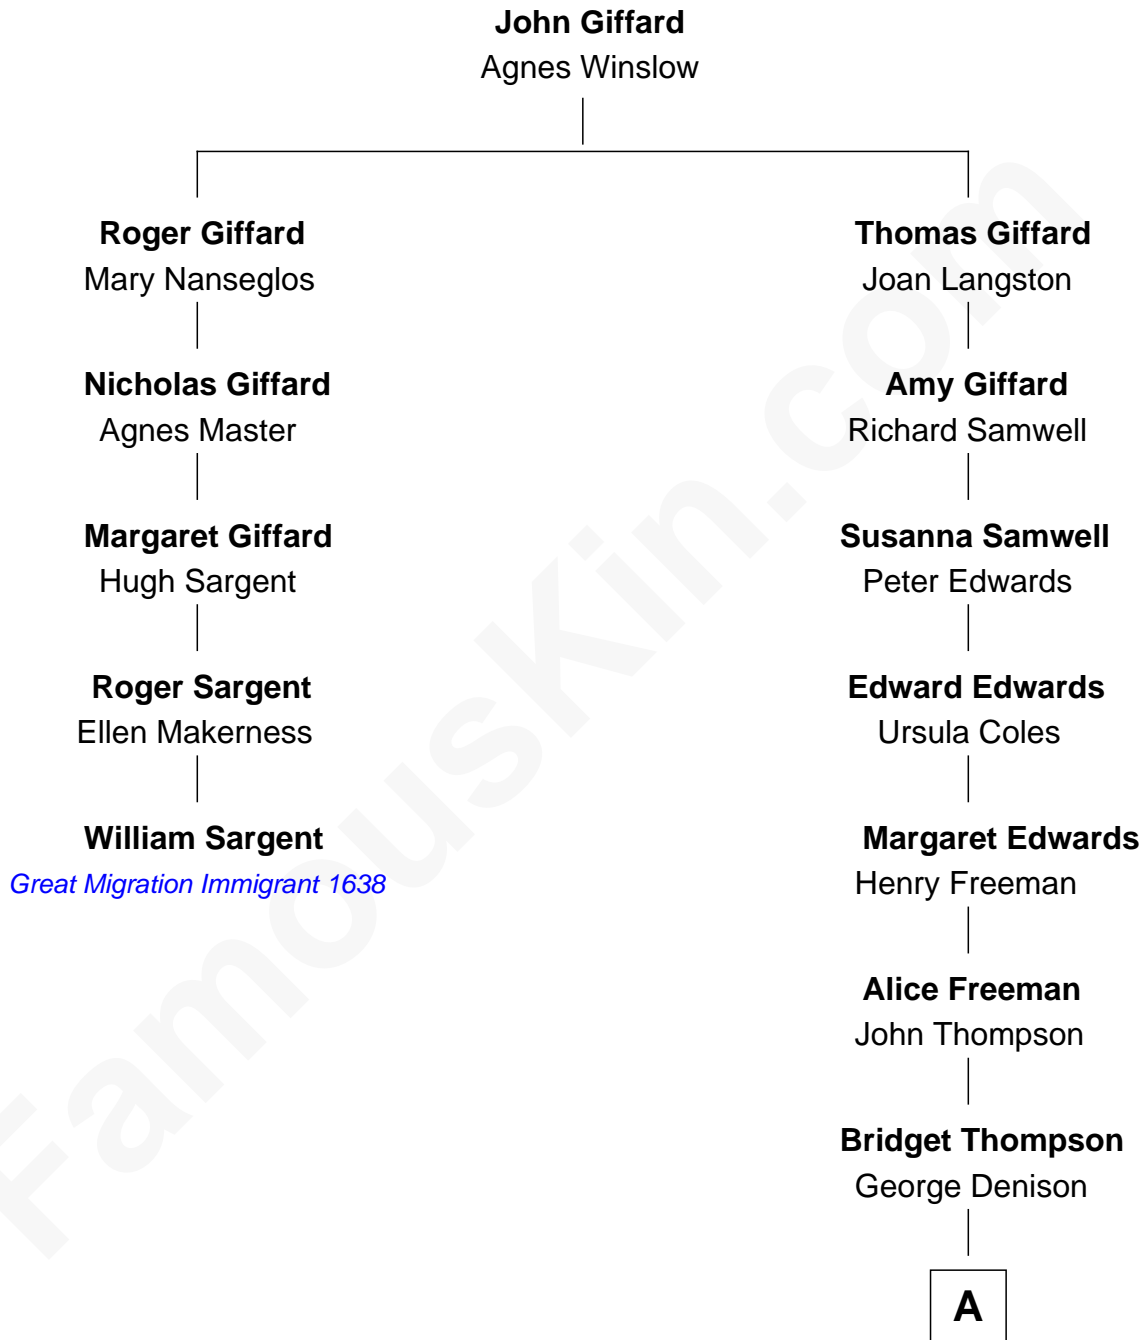 John Giffard
Agnes Winslow
Roger Giffard
Mary Nanseglos
Nicholas Giffard
Agnes Master
Margaret Giffard
Hugh Sargent
Roger Sargent
Ellen Makerness
William Sargent
Great Migration Immigrant 1638
Thomas Giffard
Joan Langston
Amy Giffard
Richard Samwell
Susanna Samwell
Peter Edwards
Edward Edwards
Ursula Coles
Margaret Edwards
Henry Freeman
Alice Freeman
John Thompson
Bridget Thompson
George Denison
A
FamousKin.com